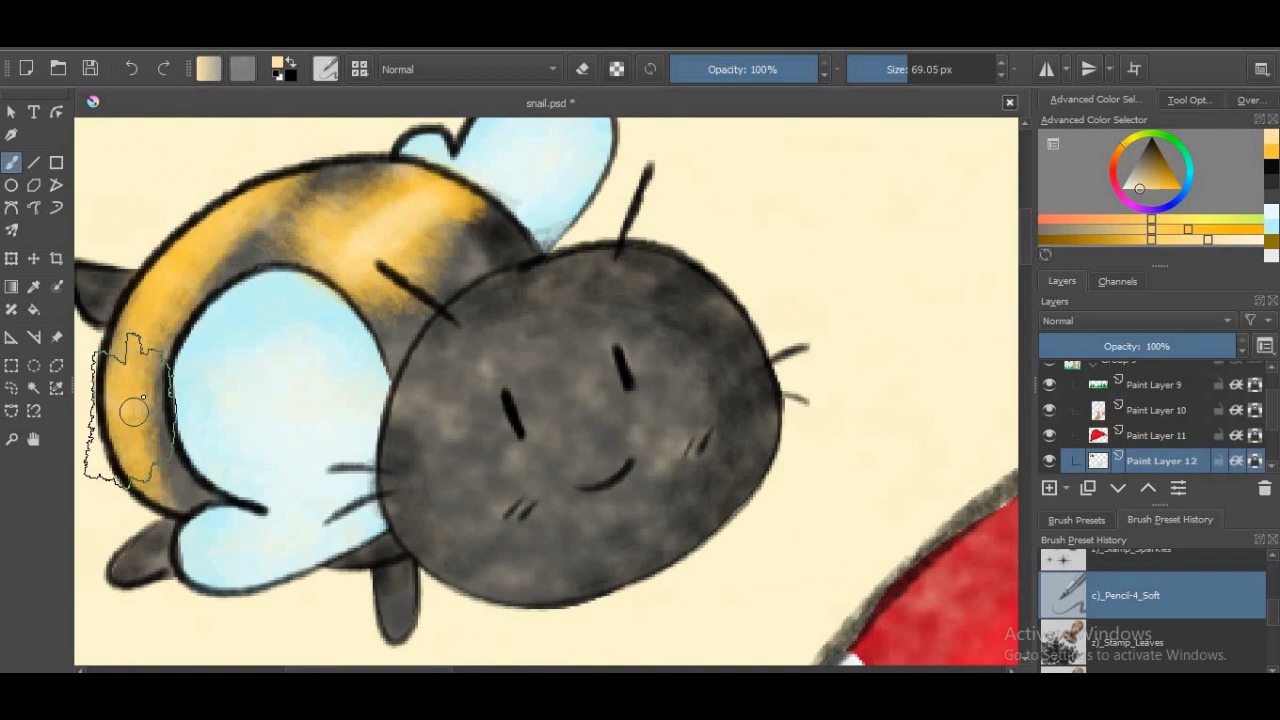 Normal
Opacity: 100%
Size: 69.05 px
snail.psd *
Advanced Color Sel...
Tool Opt...
Over...
Advanced Color Selector
Layers
Channels
Layers
Normal
Opacity: 100%
Paint Layer 9
Paint Layer 10
Paint Layer 11
Paint Layer 12
Brush Presets
Brush Preset History
Brush Preset History
z)_Stamp_Sparkles
c)_Pencil-4_Soft
z)_Stamp_Leaves
Activate Windows
Go to Settings to activate Windows.